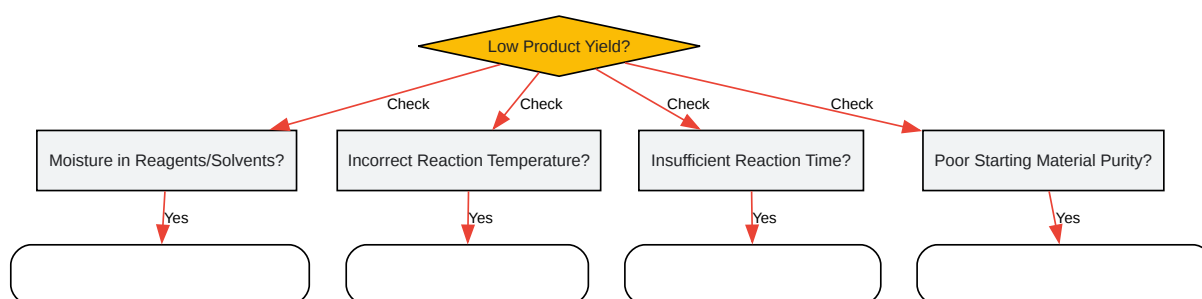 Low Product Yield?
Check
Check
Check
Check
Moisture in Reagents/Solvents?
Incorrect Reaction Temperature?
Insufficient Reaction Time?
Poor Starting Material Purity?
Yes
Yes
Yes
Yes